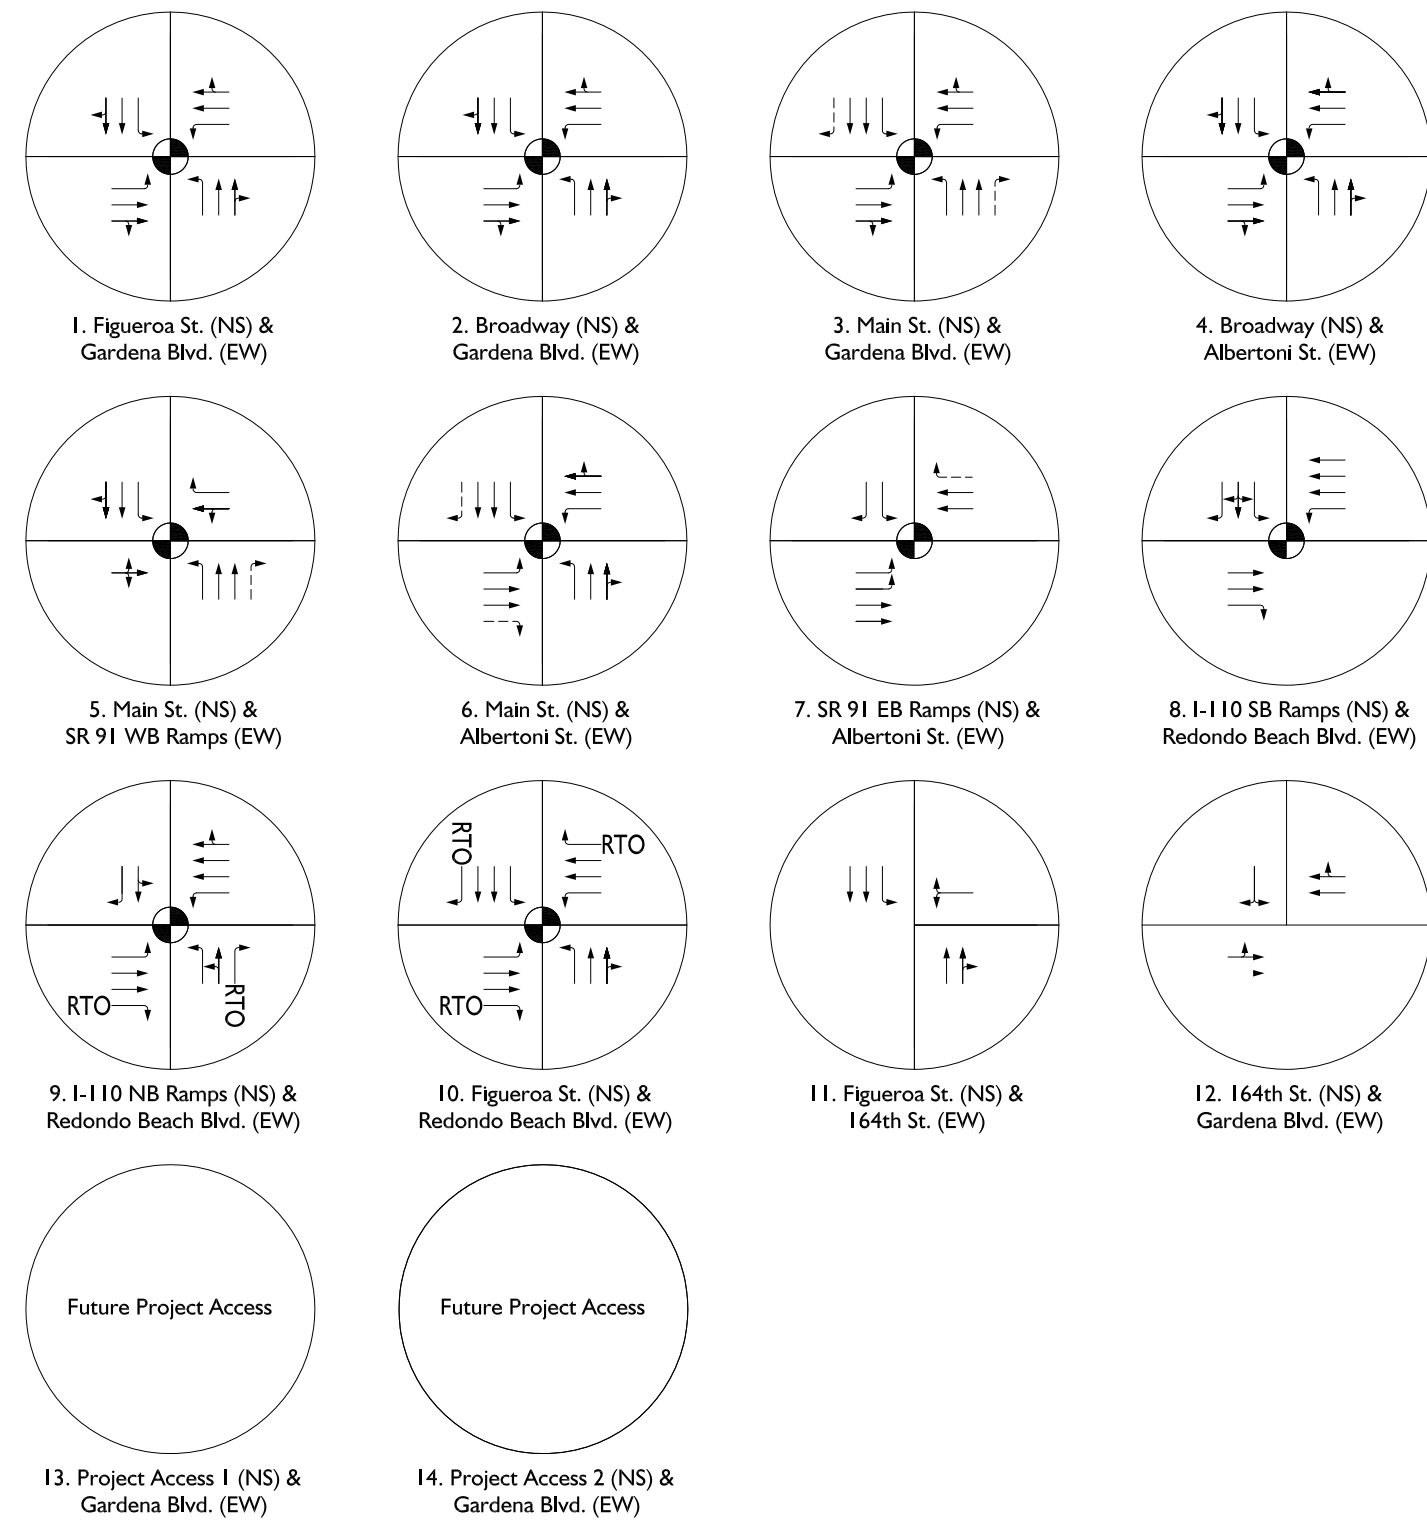 1. Figueroa St. (NS) &
Gardena Blvd. (EW)
2. Broadway (NS) &
Gardena Blvd. (EW)
3. Main St. (NS) &
Gardena Blvd. (EW)
4. Broadway (NS) &
Albertoni St. (EW)
5. Main St. (NS) &
SR 91 WB Ramps (EW)
6. Main St. (NS) &
Albertoni St. (EW)
7. SR 91 EB Ramps (NS) &
Albertoni St. (EW)
8. I-110 SB Ramps (NS) &
Redondo Beach Blvd. (EW)
RTO
RTO
9. I-110 NB Ramps (NS) &
Redondo Beach Blvd. (EW)
RTO
RTO
RTO
10. Figueroa St. (NS) &
Redondo Beach Blvd. (EW)
11. Figueroa St. (NS) &
164th St. (EW)
12. 164th St. (NS) &
Gardena Blvd. (EW)
Future Project Access
13. Project Access 1 (NS) &
Gardena Blvd. (EW)
Future Project Access
14. Project Access 2 (NS) &
Gardena Blvd. (EW)